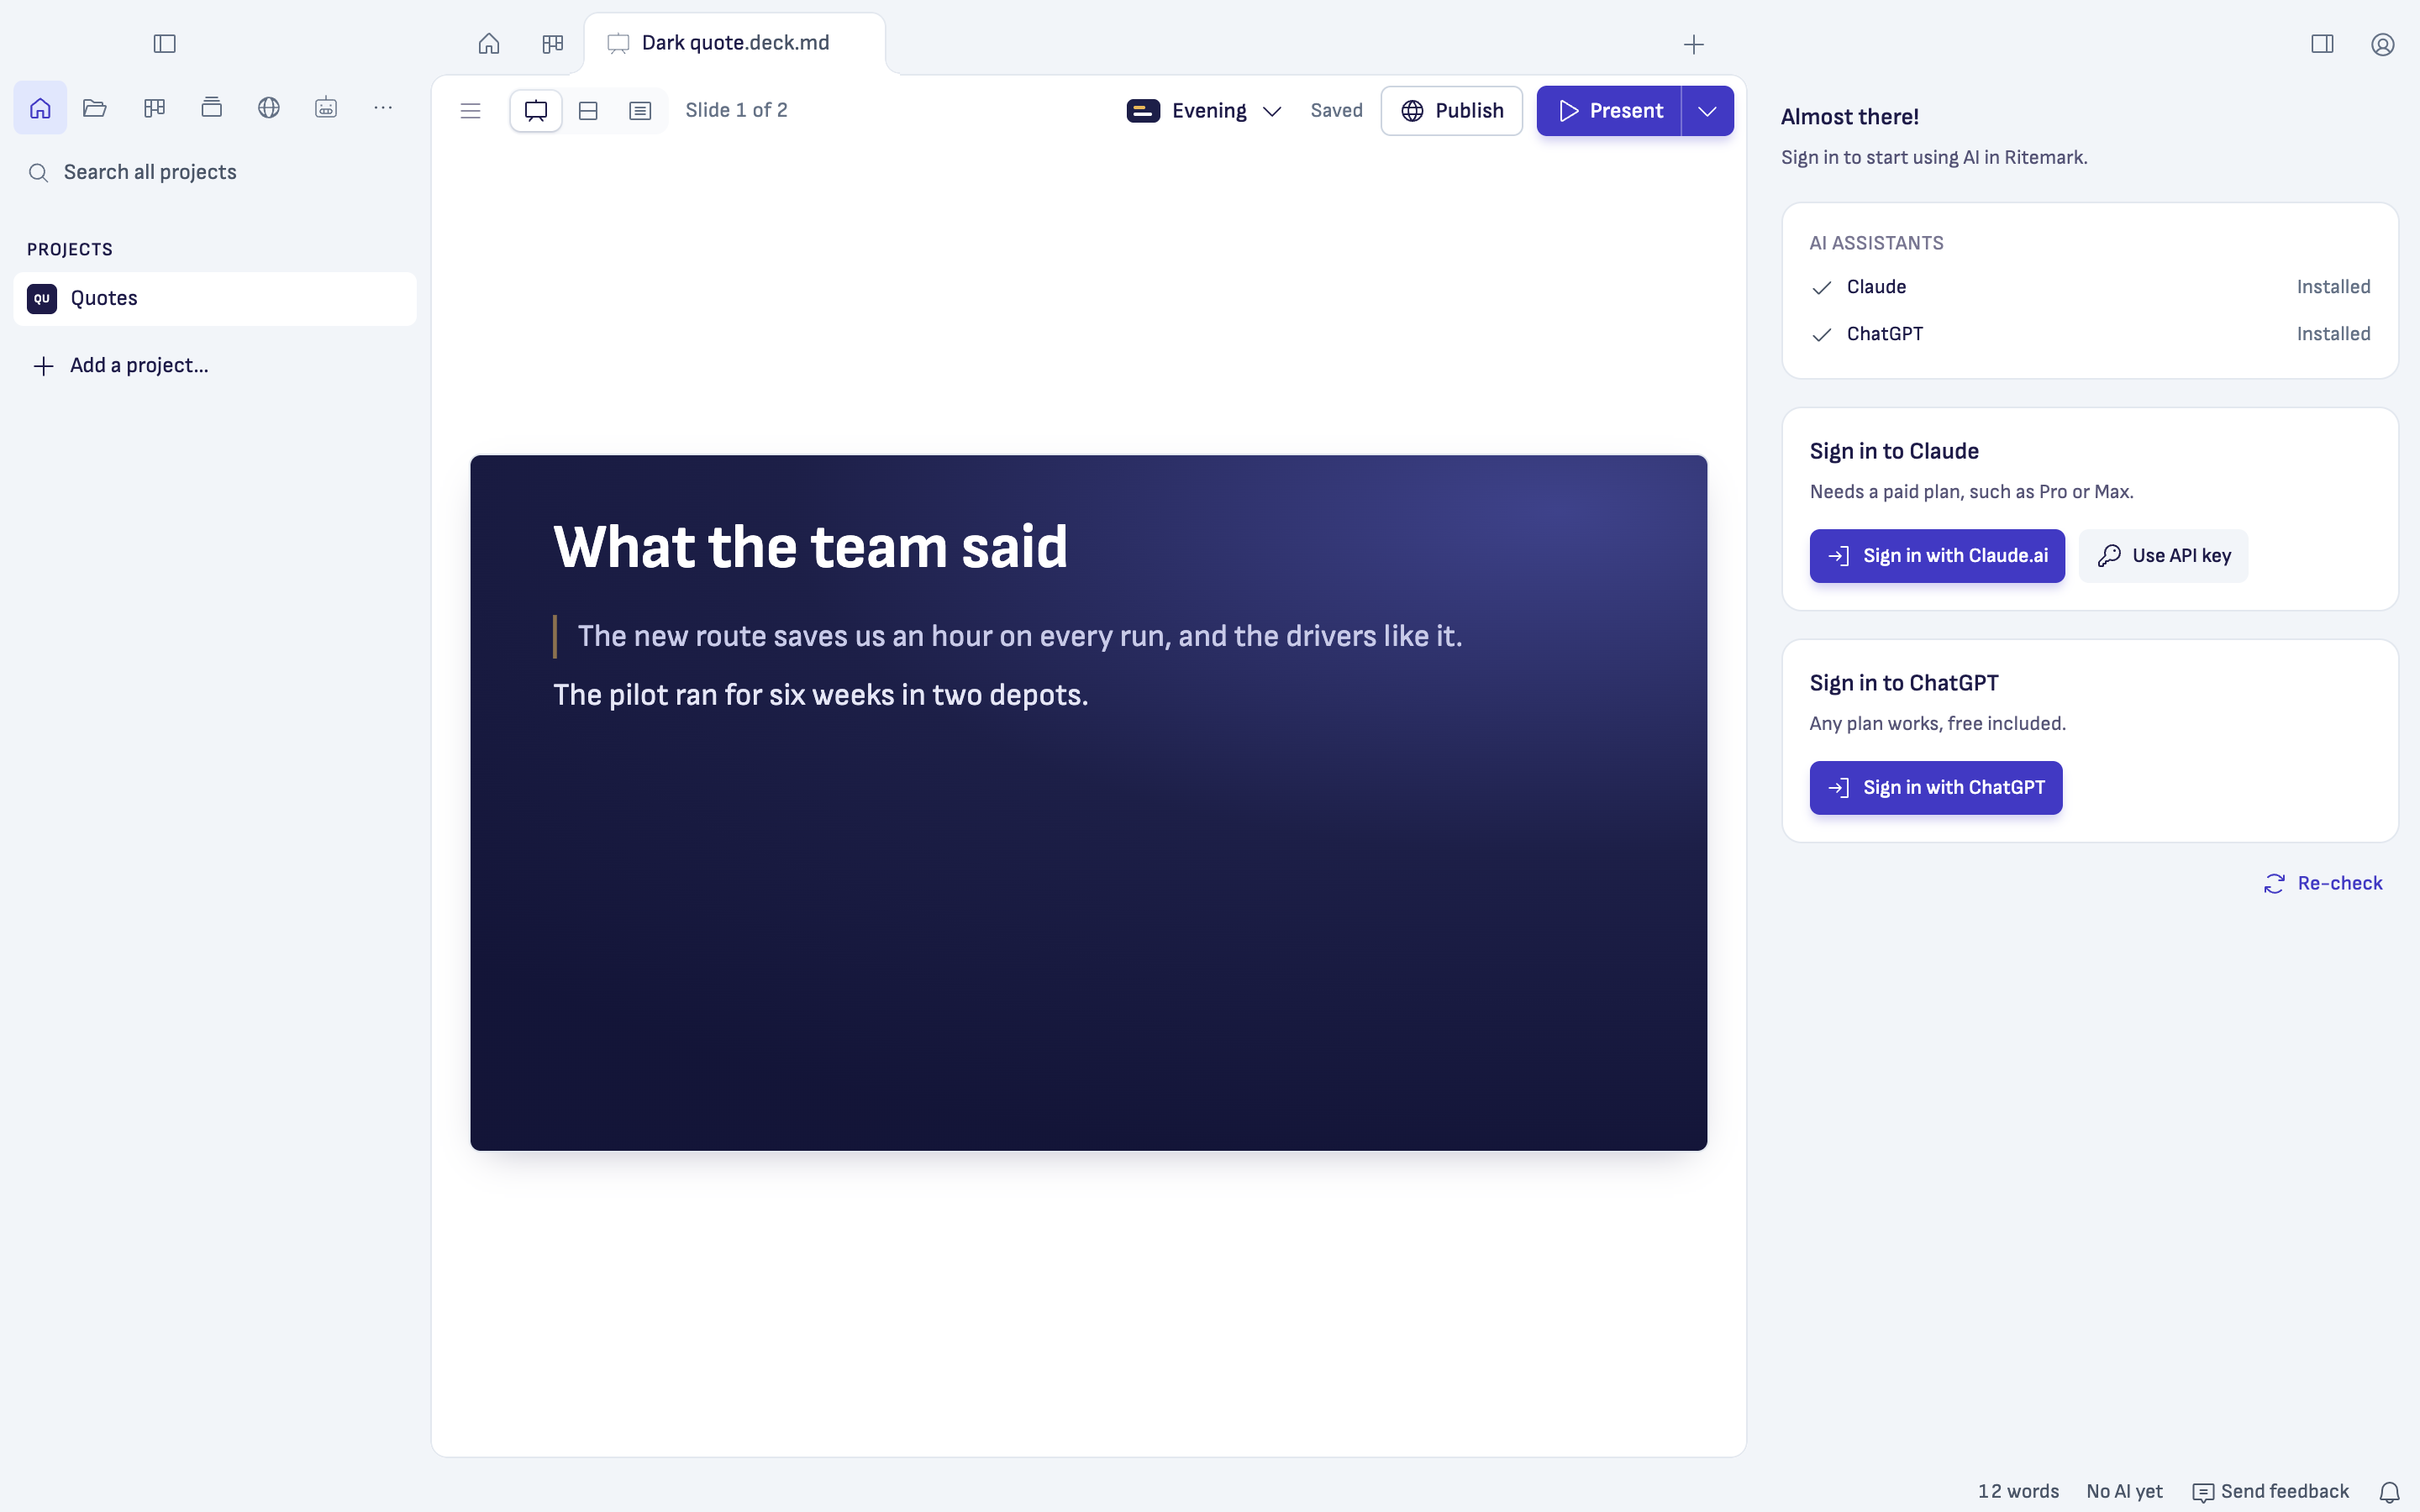 Dark quote.deck.md
Search all projects
PROJECTS
QU Quotes
Add a project...
Slide 1 of 2
Evening
Saved
Publish
Present
What the team said
The new route saves us an hour on every run, and the drivers like it.
The pilot ran for six weeks in two depots.
Almost there!
Sign in to start using AI in Ritemark.
AI ASSISTANTS
Claude Installed
ChatGPT Installed
Sign in to Claude
Needs a paid plan, such as Pro or Max.
Sign in with Claude.ai Use API key
Sign in to ChatGPT
Any plan works, free included.
Sign in with ChatGPT
Re-check
12 words No AI yet Send feedback